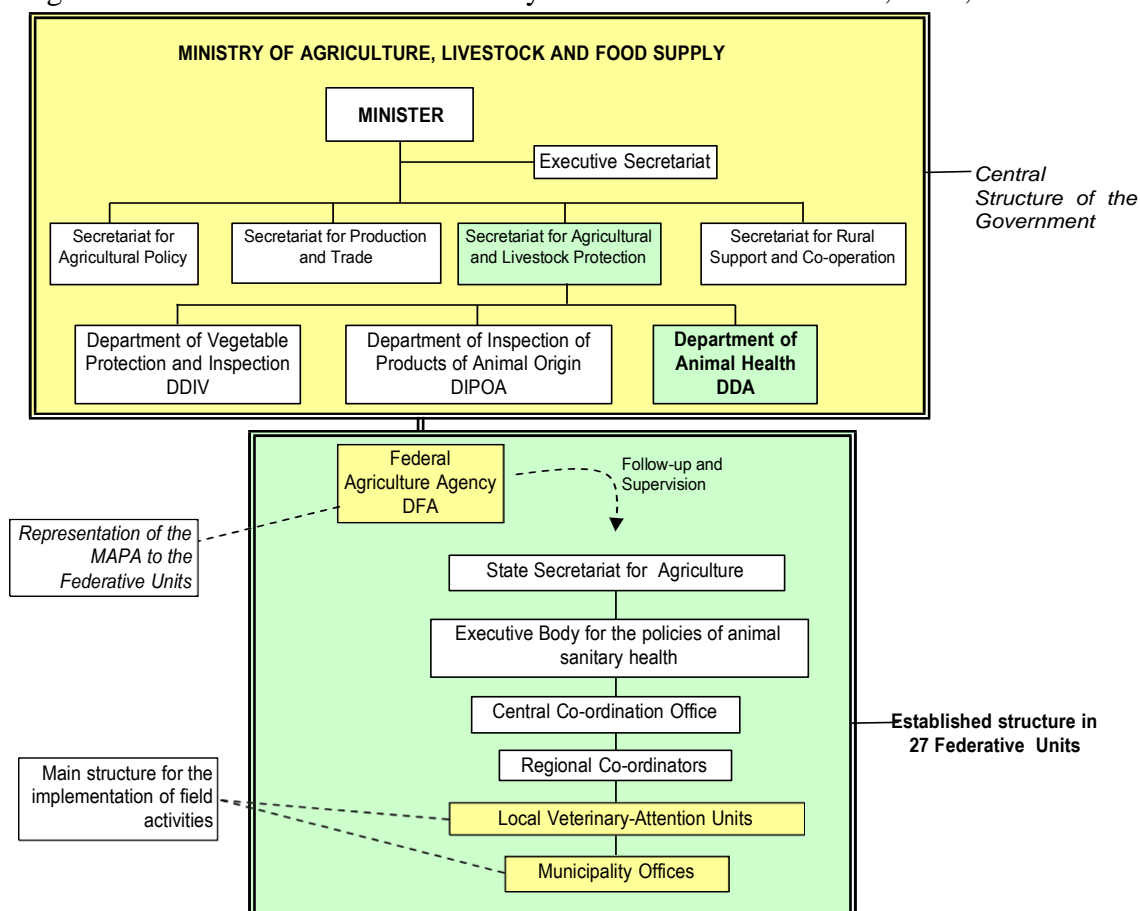 MINISTRY OF AGRICULTURE, LIVESTOCK AND FOOD SUPPLY
MINISTER
Executive Secretariat
Central
Structure of the
Government
Secretariat for
Agricultural Policy
Secretariat for Production
and Trade
Secretariat for Agricultural
and Livestock Protection
Secretariat for Rural
Support and Co-operation
Department of Vegetable
Protection and Inspection
DDIV
Department of Inspection of
Products of Animal Origin
DIPOA
Department of
Animal Health
DDA
Federal
Agriculture Agency
DFA
Follow-up and
Supervision
Representation of the
MAPA to the
Federative Units
State Secretariat for Agriculture
Executive Body for the policies of animal
sanitary health
Central Co-ordination Office
Established structure in
27 Federative Units
Regional Co-ordinators
Main structure for the
implementation of field
activities
Local Veterinary-Attention Units
Municipality Offices